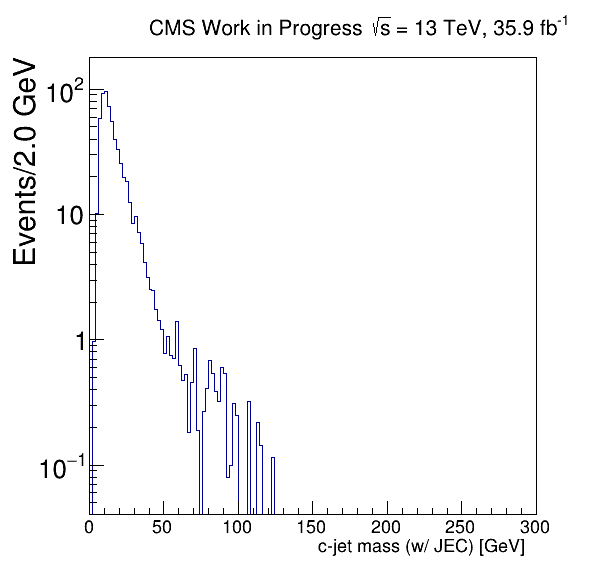 CMS Work in Progress √s = 13 TeV, 35.9 fb⁻¹
Events/2.0 GeV
10²
10
1
10⁻¹
0 50 100 150 200 250 300
c-jet mass (w/ JEC) [GeV]